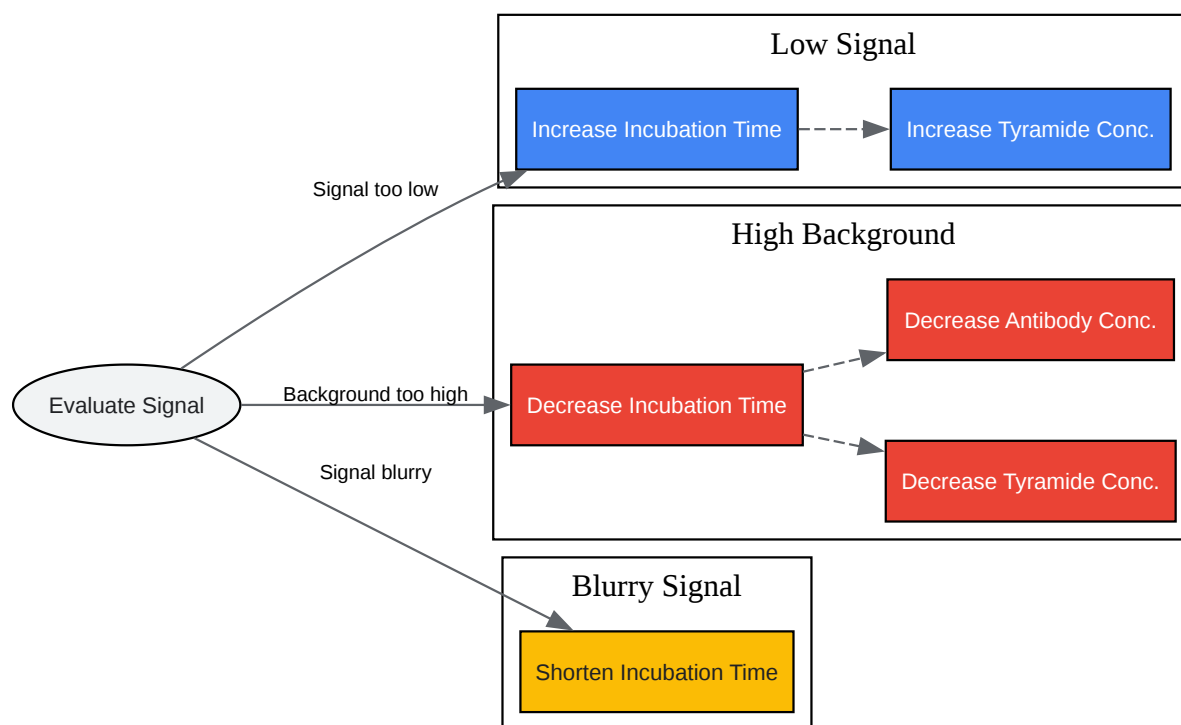 Low Signal
Increase Incubation Time
Increase Tyramide Conc.
Signal too low
High Background
Decrease Antibody Conc.
Evaluate Signal
Background too high
Decrease Incubation Time
Signal blurry
Decrease Tyramide Conc.
Blurry Signal
Shorten Incubation Time